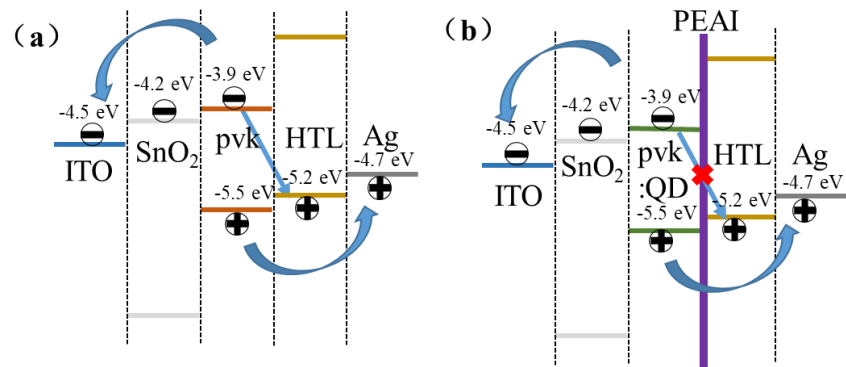 (a)
-3.9 eV
-4.2 eV
-4.5 eV
pvk
HTL
Ag
-4.7 eV
SnO₂
ITO
-5.2 eV
-5.5 eV
(b)
PEAI
-3.9 eV
-4.2 eV
-4.5 eV
pvk
:QD
HTL
Ag
-4.7 eV
SnO₂
ITO
-5.2 eV
-5.5 eV